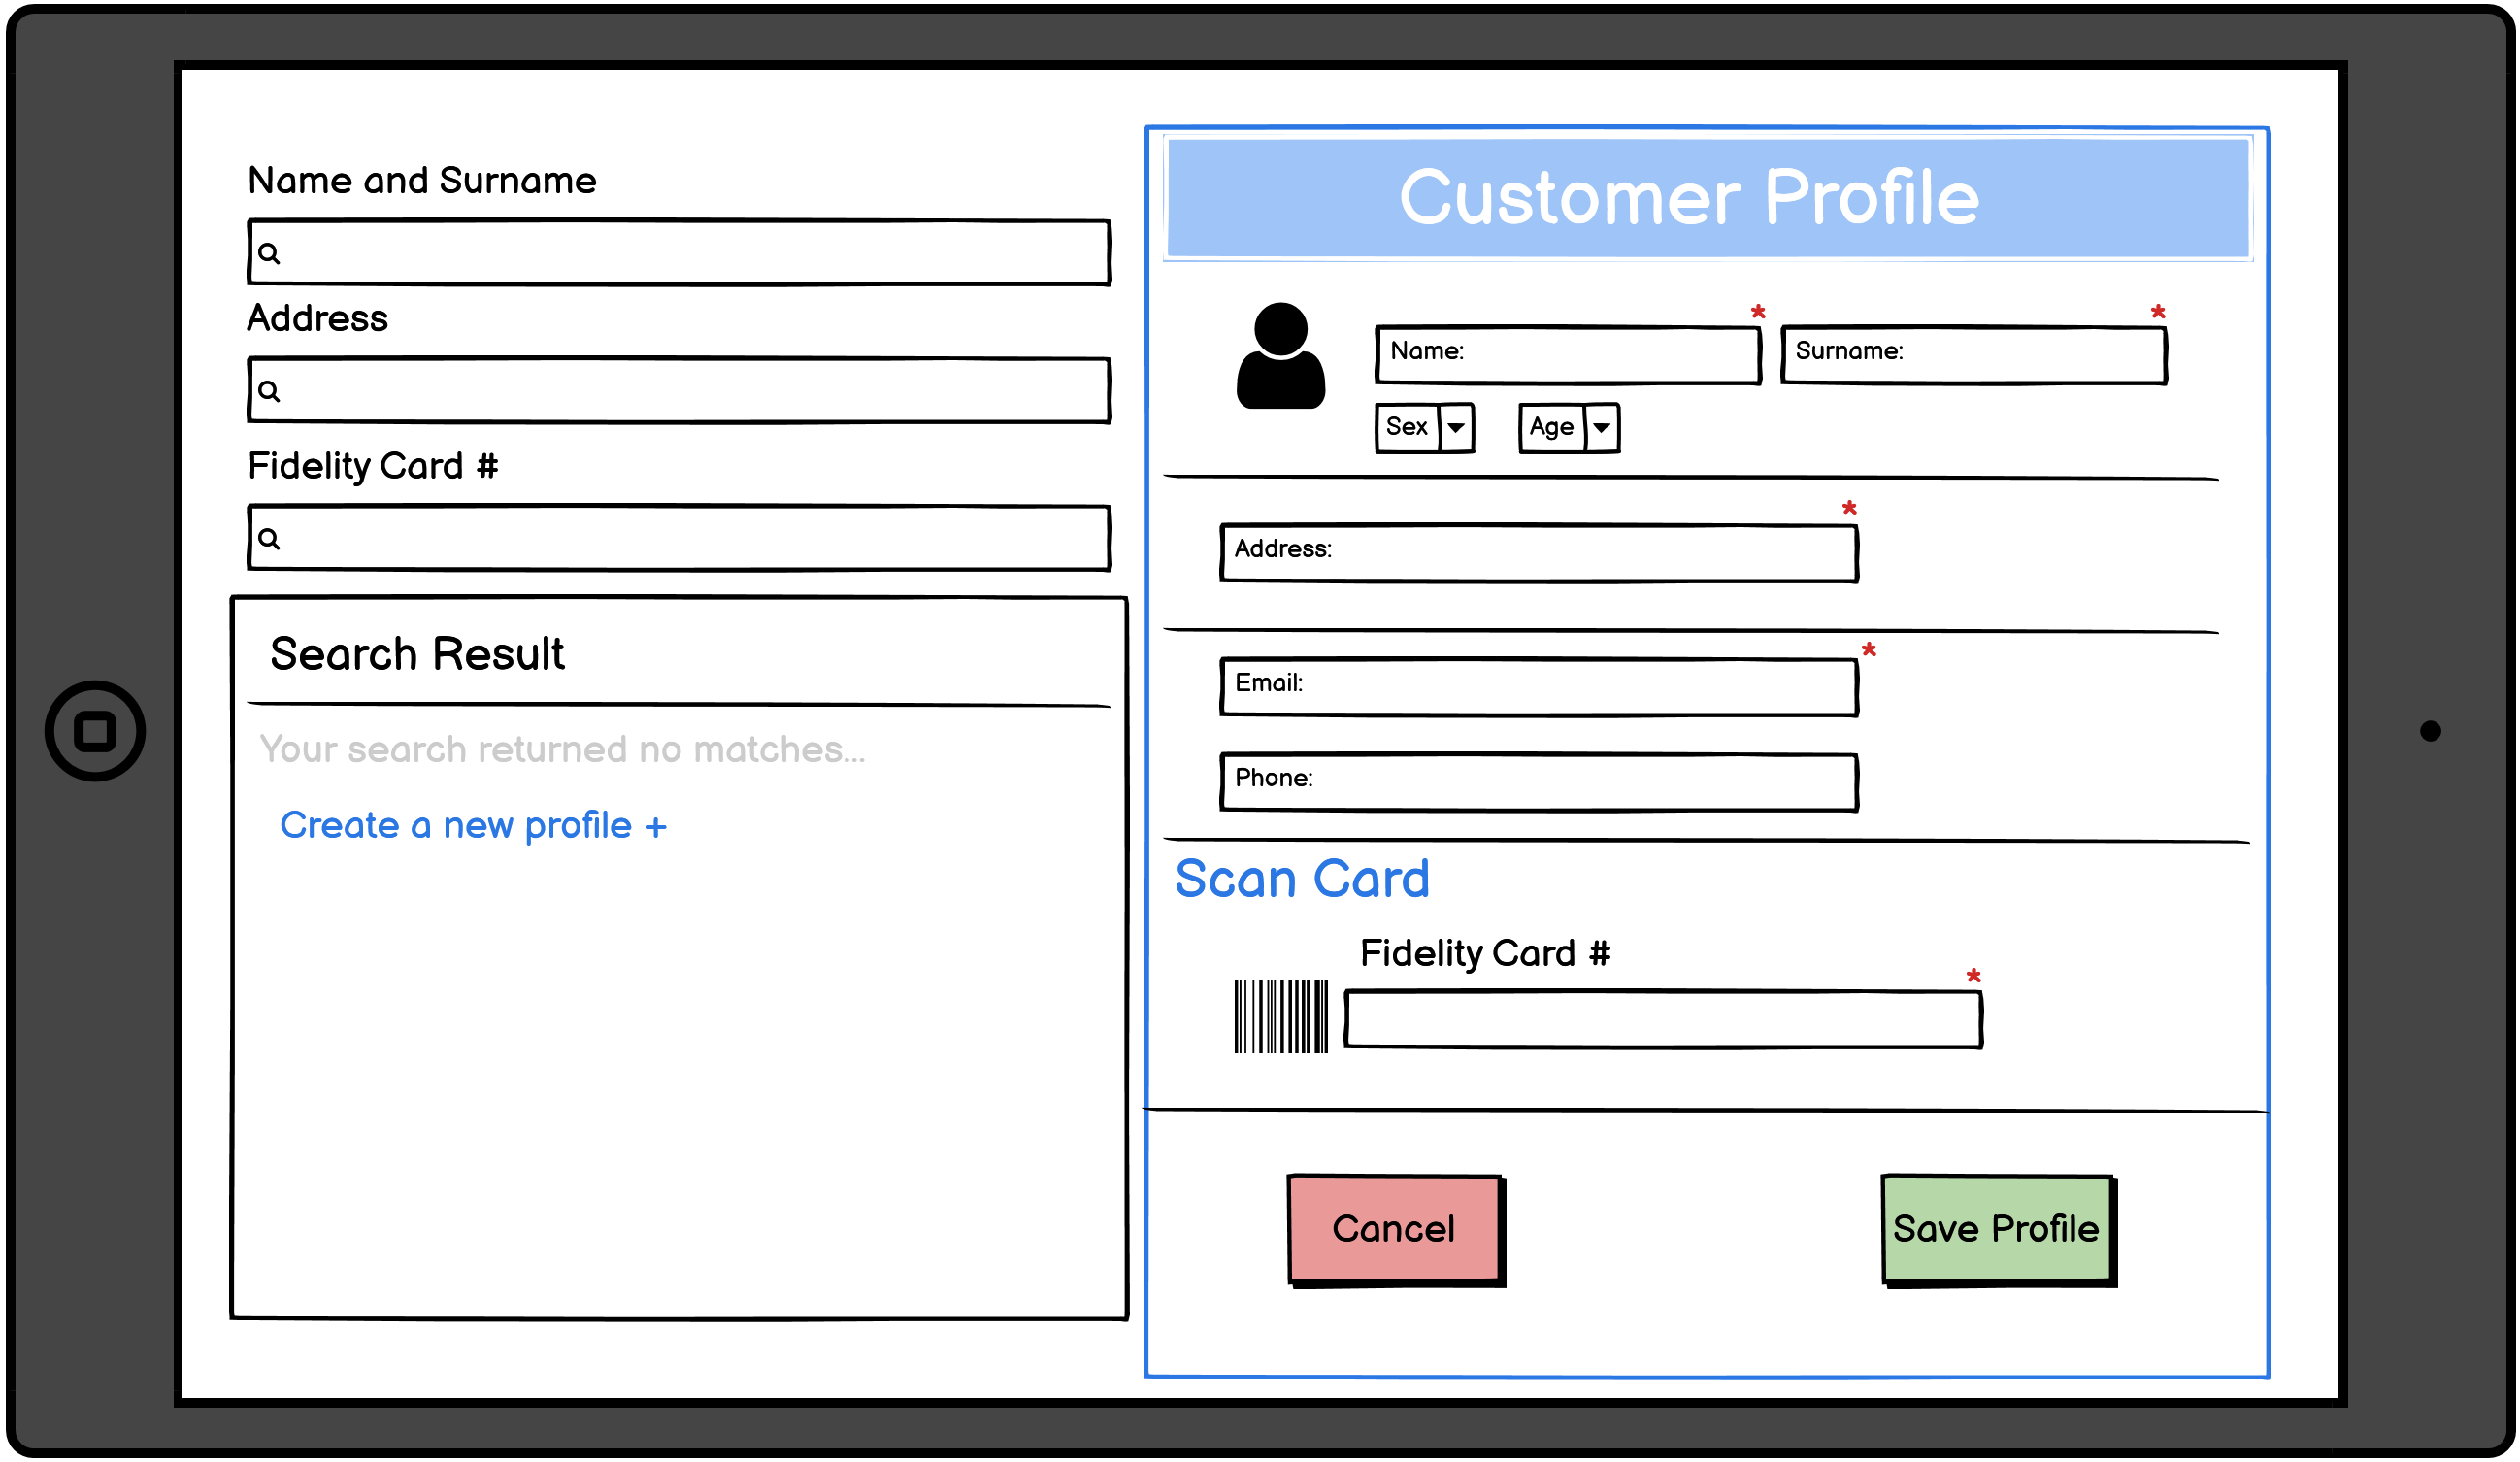 Name and Surname
Address
Fidelity Card #
Search Result
Your search returned no matches...
Create a new profile +
Customer Profile
Name: * Surname: *
Sex Age
Address: *
Email: *
Phone:
Scan Card
Fidelity Card #
*
Cancel Save Profile